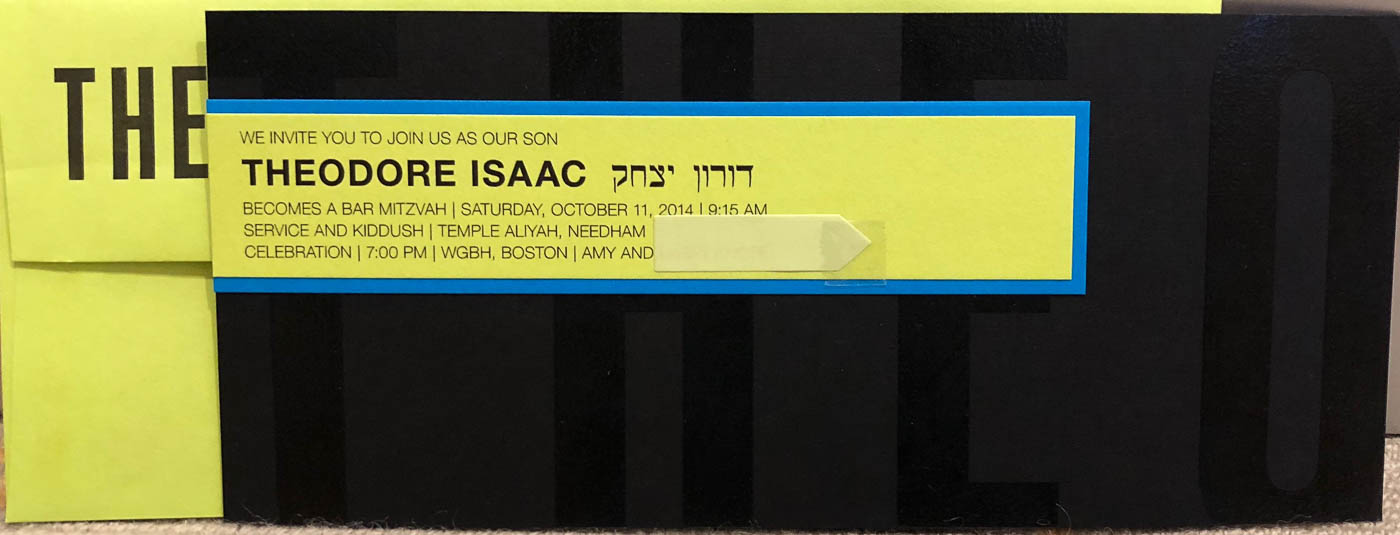 THE
THEO
WE INVITE YOU TO JOIN US AS OUR SON
THEODORE ISAAC דורון יצחק
BECOMES A BAR MITZVAH | SATURDAY, OCTOBER 11, 2014 | 9:15 AM
SERVICE AND KIDDUSH | TEMPLE ALIYAH, NEEDHAM
CELEBRATION | 7:00 PM | WGBH, BOSTON | AMY AND